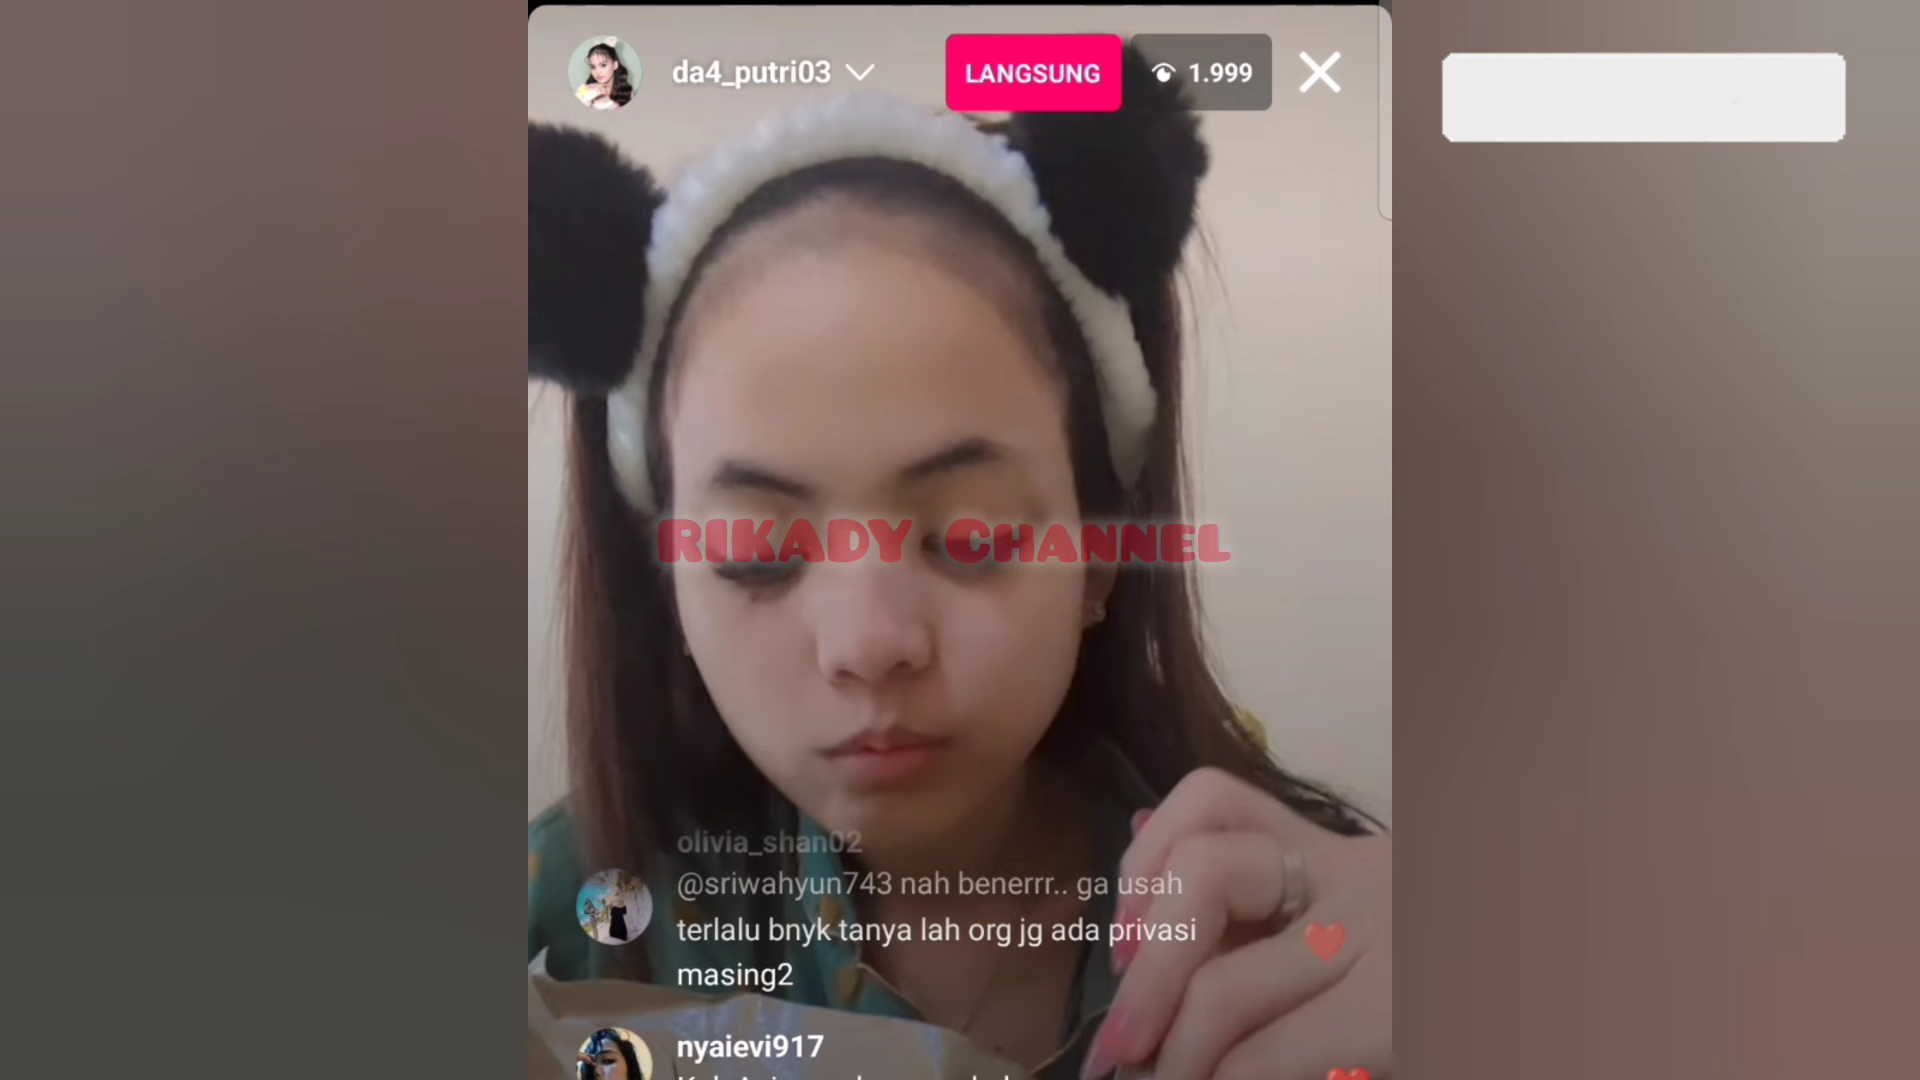 da4_putri03
LANGSUNG
1.999
RIKADY CHANNEL
olivia_shan02
@sriwahyun743 nah benerrr.. ga usah
terlalu bnyk tanya lah org jg ada privasi
masing2
nyaievi917